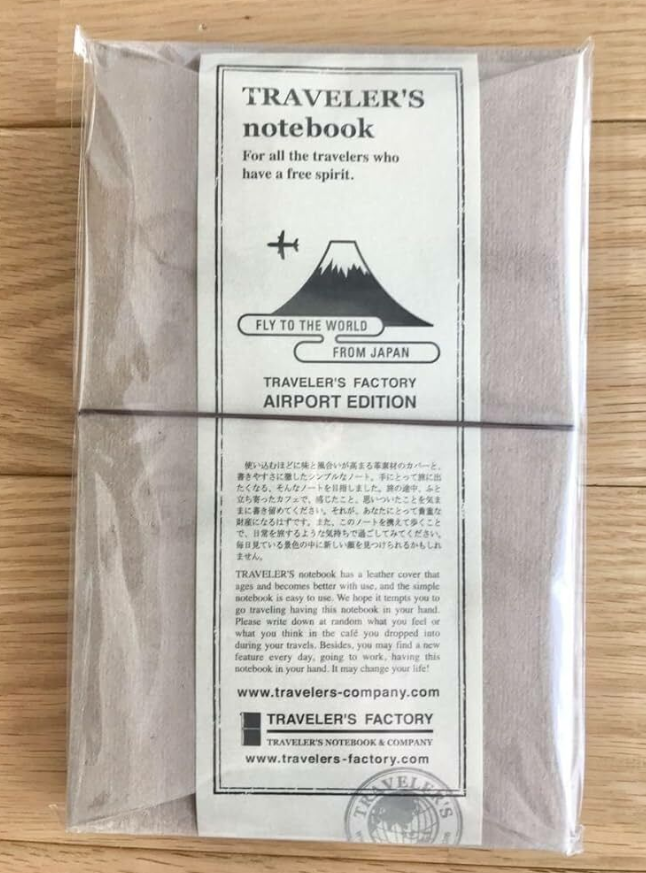 TRAVELER'S
notebook
For all the travelers who
have a free spirit.
FLY TO THE WORLD
FROM JAPAN
TRAVELER'S FACTORY
AIRPORT EDITION
使い込むほどに味と風合いが高まる革素材のカバーと、
書きやすさに徹したシンプルなノート。手にとって旅に出
たくなる、そんなノートを目指しました。旅の途中、ふと
立ち寄ったカフェで、感じたこと、思いついたことを気ま
まに書き留めてください。それが、あなたにとって貴重な
財産になるはずです。また、このノートを携えて歩くこと
で、日常を旅するような気持ちで過ごしてみてください。
毎日見ている景色の中に新しい顔を見つけられるかもしれ
ません。
TRAVELER'S notebook has a leather cover that
ages and becomes better with use, and the simple
notebook is easy to use. We hope it tempts you to
go traveling having this notebook in your hand.
Please write down at random what you feel or
what you think in the café you dropped into
during your travels. Besides, you may find a new
feature every day, going to work, having this
notebook in your hand. It may change your life!
www.travelers-company.com
TRAVELER'S FACTORY
TRAVELER'S NOTEBOOK & COMPANY
www.travelers-factory.com
TRAVELER'S